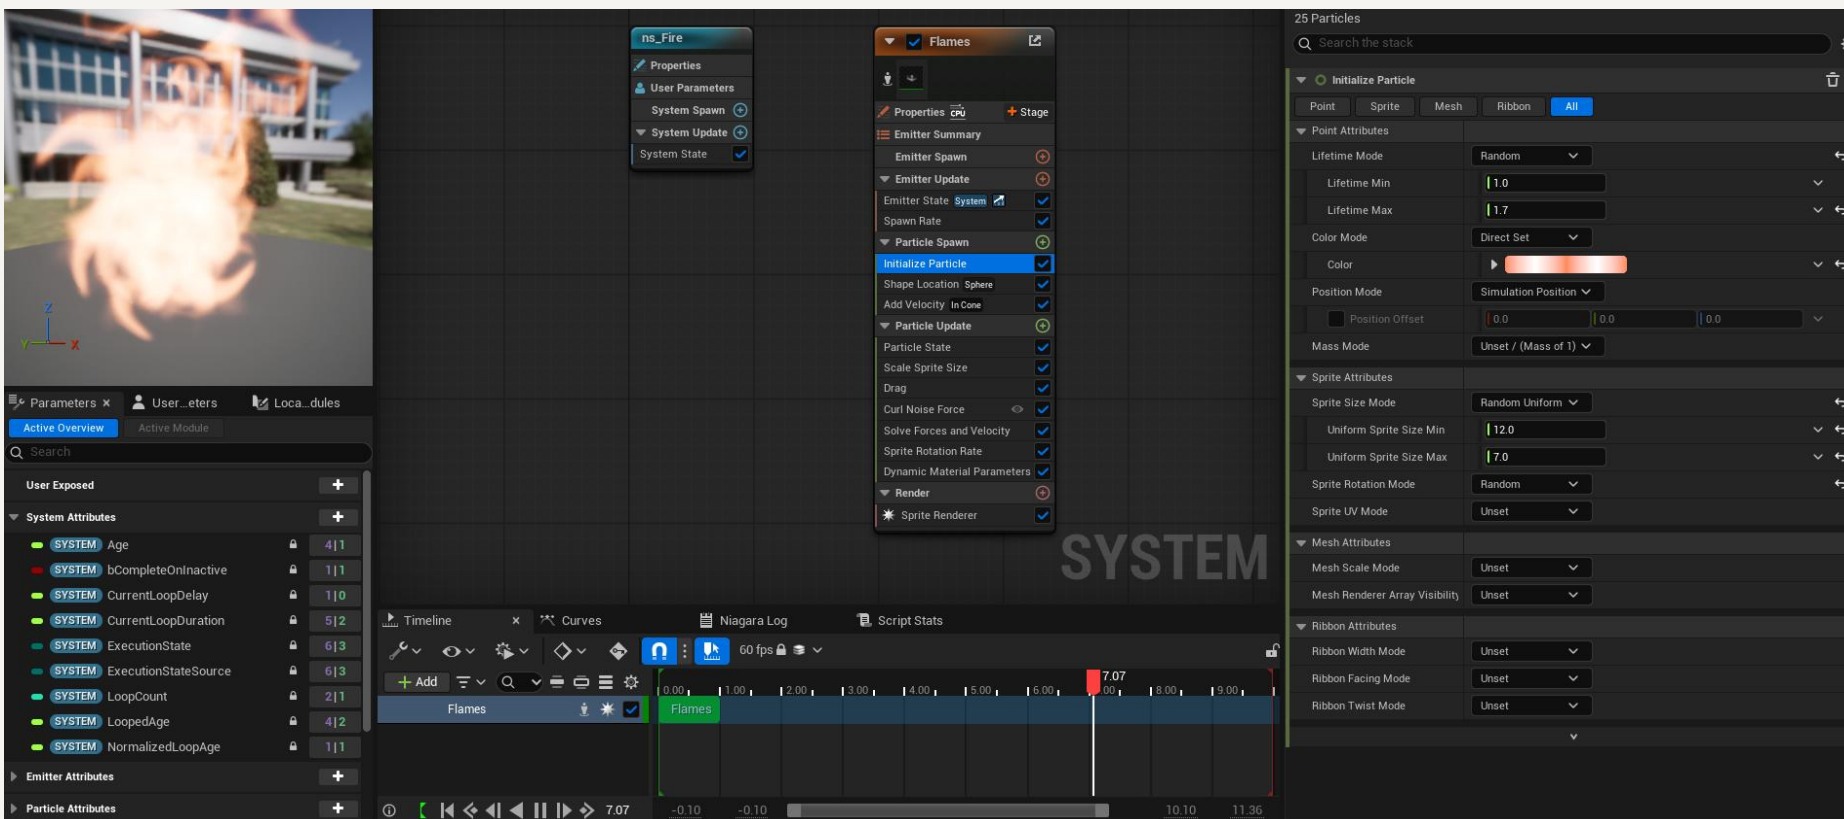 ns_Fire
Properties
User Parameters
System Spawn
System Update
System State
Flames
Properties CPU + Stage
Emitter Summary
Emitter Spawn
Emitter Update
Emitter State System
Spawn Rate
Particle Spawn
Initialize Particle
Shape Location Sphere
Add Velocity In Cone
Particle Update
Particle State
Scale Sprite Size
Drag
Curl Noise Force
Solve Forces and Velocity
Sprite Rotation Rate
Dynamic Material Parameters
Render
Sprite Renderer
SYSTEM
Z
Y X
Parameters × User...eters Loca...dules
Active Overview Active Module
Search
User Exposed +
System Attributes +
SYSTEM Age 4|1
SYSTEM bCompleteOnInactive 1|1
SYSTEM CurrentLoopDelay 1|0
SYSTEM CurrentLoopDuration 5|2
SYSTEM ExecutionState 6|3
SYSTEM ExecutionStateSource 6|3
SYSTEM LoopCount 2|1
SYSTEM LoopedAge 4|2
SYSTEM NormalizedLoopAge 1|1
Emitter Attributes +
Particle Attributes +
Timeline × Curves Niagara Log Script Stats
60 fps
+ Add
7.07
0.00 1.00 2.00 3.00 4.00 5.00 6.00 .00 8.00 9.00
Flames Flames
7.07 -0.10 -0.10 10.10 11.36
25 Particles
Search the stack
Initialize Particle
Point Sprite Mesh Ribbon All
Point Attributes
Lifetime Mode Random
Lifetime Min 1.0
Lifetime Max 1.7
Color Mode Direct Set
Color
Position Mode Simulation Position
Position Offset 0.0 0.0 0.0
Mass Mode Unset / (Mass of 1)
Sprite Attributes
Sprite Size Mode Random Uniform
Uniform Sprite Size Min 12.0
Uniform Sprite Size Max 7.0
Sprite Rotation Mode Random
Sprite UV Mode Unset
Mesh Attributes
Mesh Scale Mode Unset
Mesh Renderer Array Visibility Unset
Ribbon Attributes
Ribbon Width Mode Unset
Ribbon Facing Mode Unset
Ribbon Twist Mode Unset